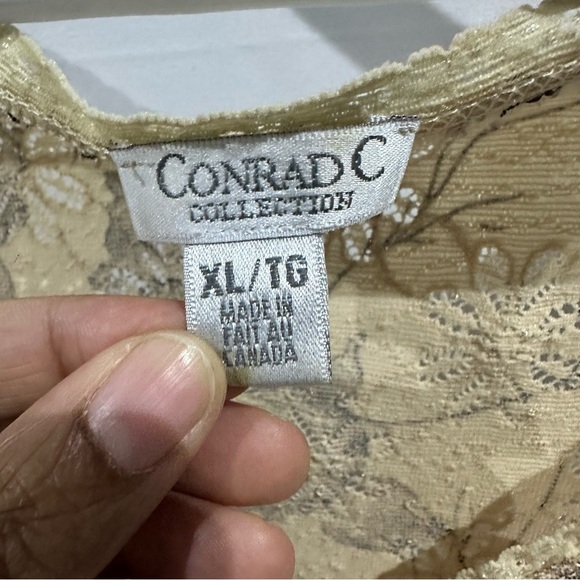 CONRAD C
COLLECTION
XL/TG
MADE IN
FAIT AU
CANADA